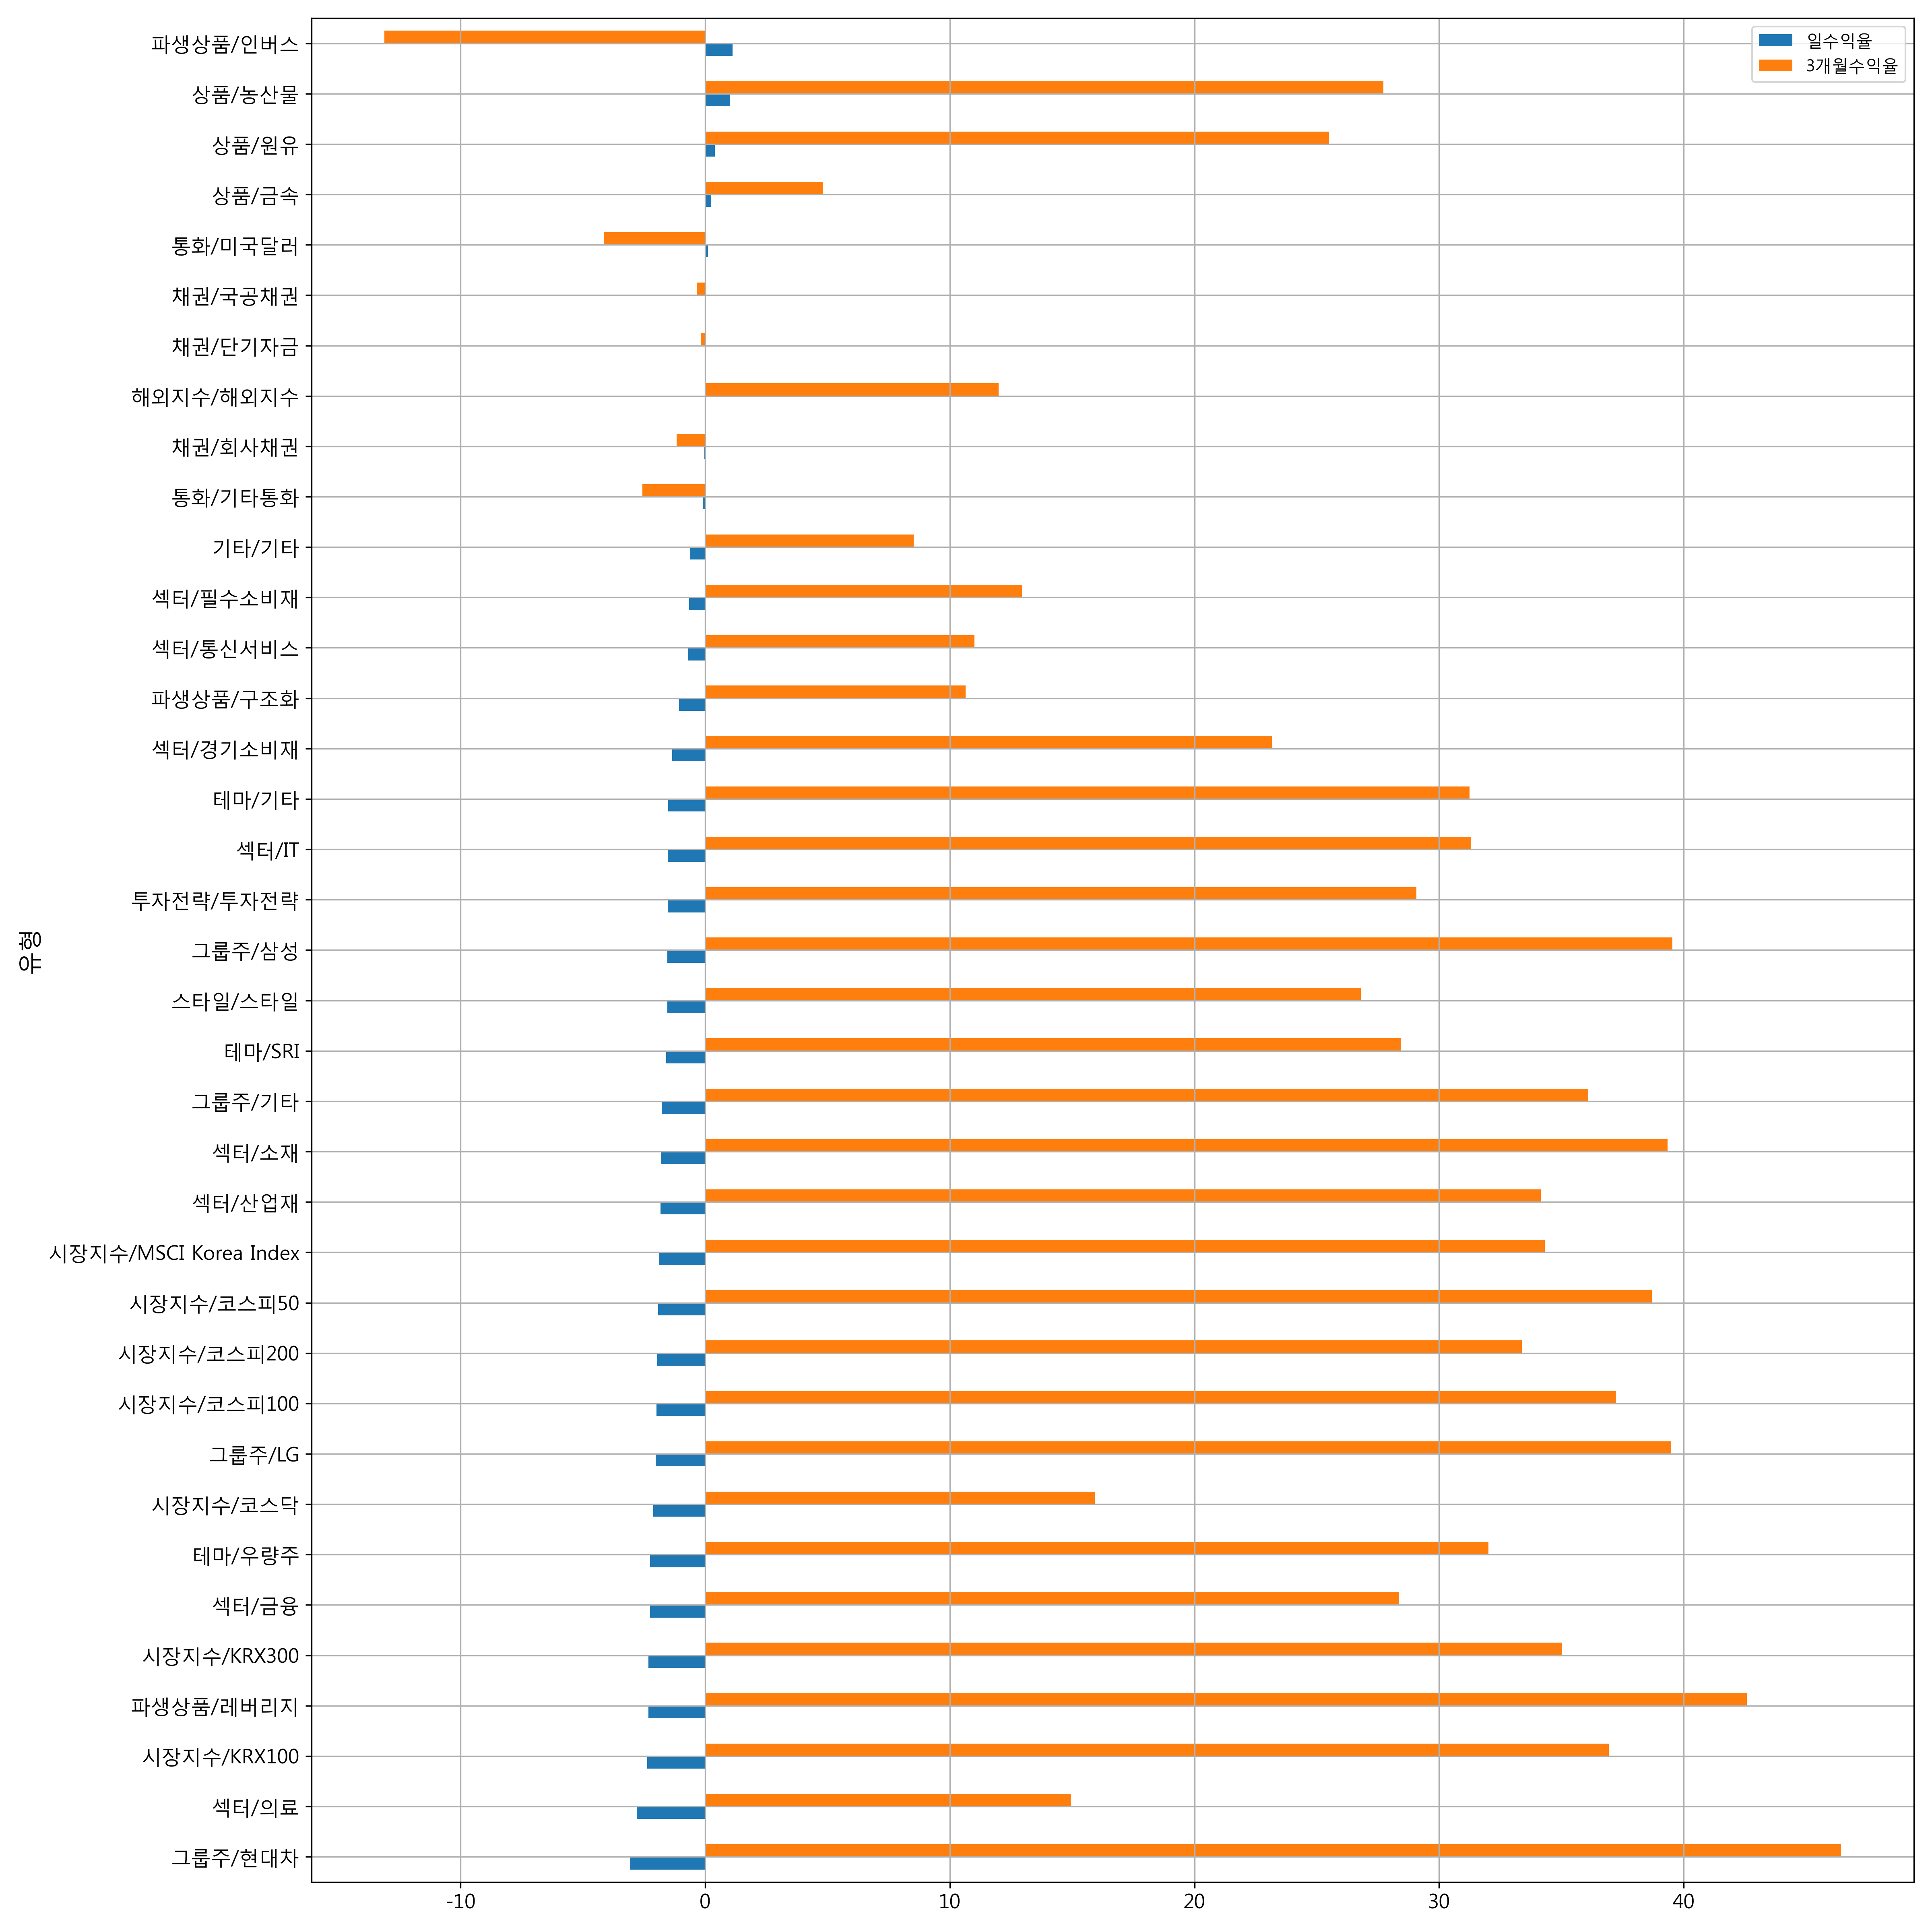 일수익율
3개월수익율
파생상품/인버스
상품/농산물
상품/원유
상품/금속
통화/미국달러
채권/국공채권
채권/단기자금
해외지수/해외지수
채권/회사채권
통화/기타통화
기타/기타
섹터/필수소비재
섹터/통신서비스
파생상품/구조화
섹터/경기소비재
테마/기타
섹터/IT
투자전략/투자전략
그룹주/삼성
스타일/스타일
테마/SRI
그룹주/기타
섹터/소재
섹터/산업재
시장지수/MSCI Korea Index
시장지수/코스피50
시장지수/코스피200
시장지수/코스피100
그룹주/LG
시장지수/코스닥
테마/우량주
섹터/금융
시장지수/KRX300
파생상품/레버리지
시장지수/KRX100
섹터/의료
그룹주/현대차
유형
-10 0 10 20 30 40